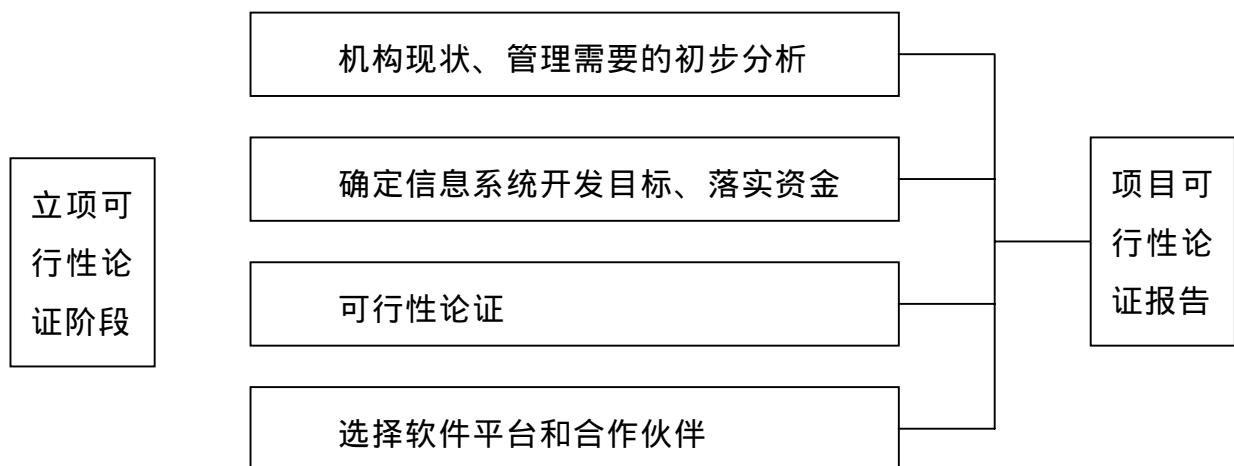 立项可
行性论
证阶段
机构现状、管理需要的初步分析
确定信息系统开发目标、落实资金
可行性论证
选择软件平台和合作伙伴
项目可
行性论
证报告